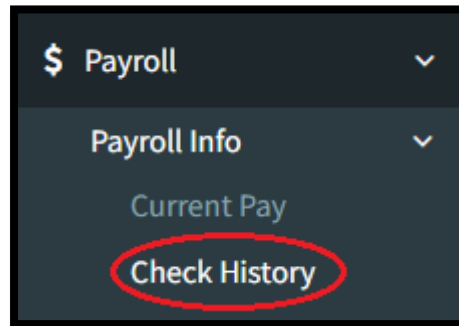 $ Payroll
Payroll Info
Current Pay
Check History